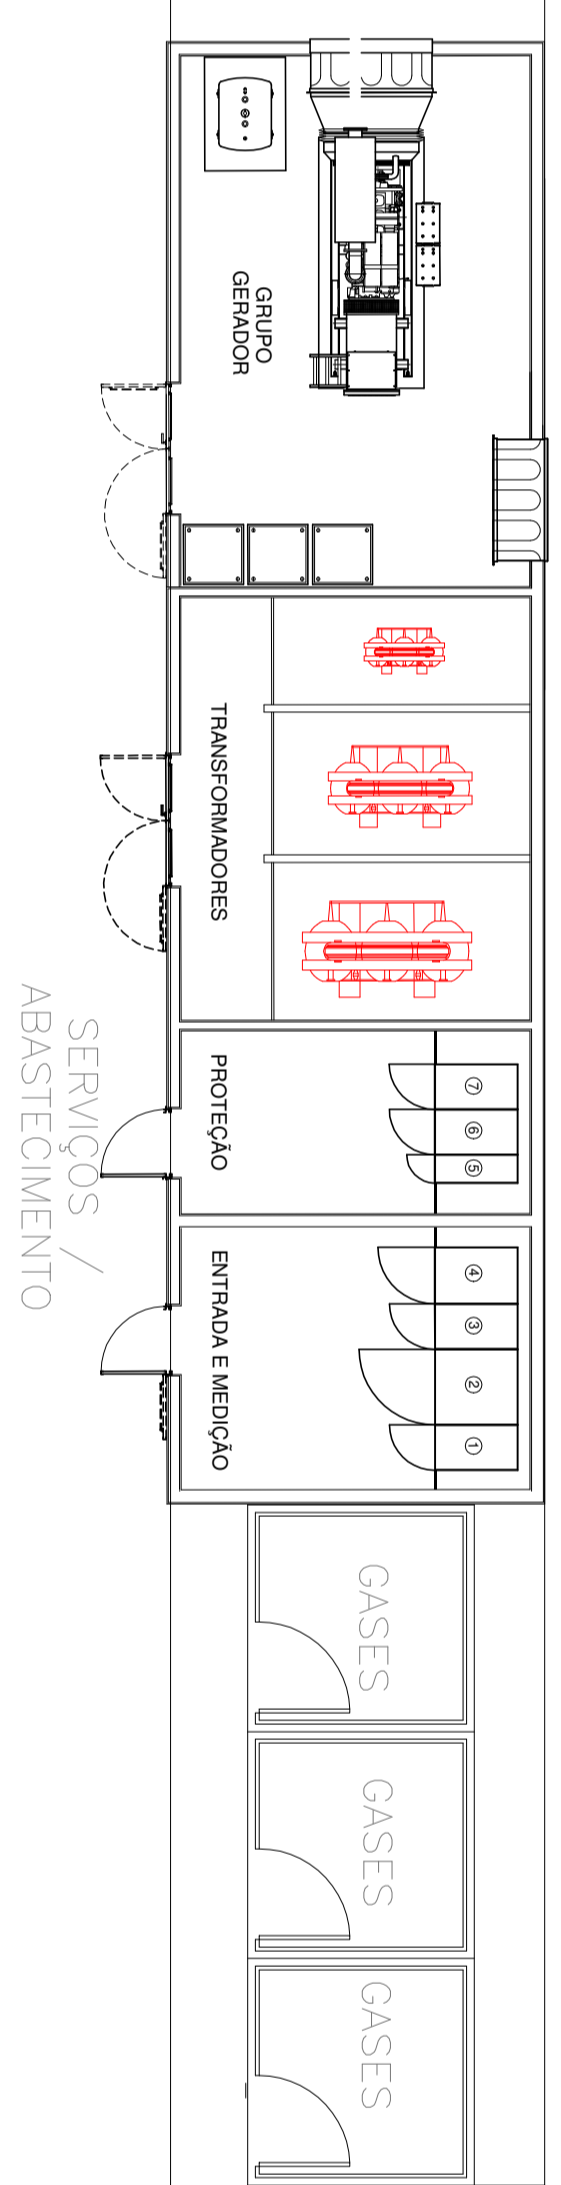 GRUPO
GERADOR
TRANSFORMADORES
SERVIÇOS /
ABASTECIMENTO
PROTEÇÃO
⑦
⑥
⑤
ENTRADA E MEDIÇÃO
④
③
②
①
GASES
GASES
GASES